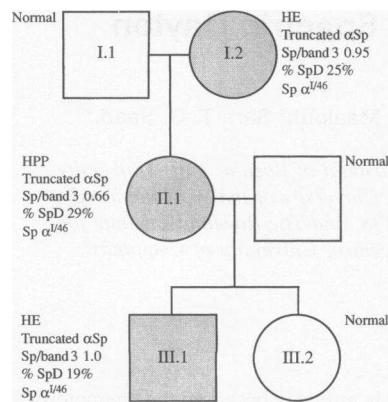 Normal
I.1
I.2
HE
Truncated αSp
Sp/band 3 0.95
% SpD 25%
Sp α^I/46
HPP
Truncated αSp
Sp/band 3 0.66
% SpD 29%
Sp α^I/46
II.1
Normal
HE
Truncated αSp
Sp/band 3 1.0
% SpD 19%
Sp α^I/46
III.1
III.2
Normal